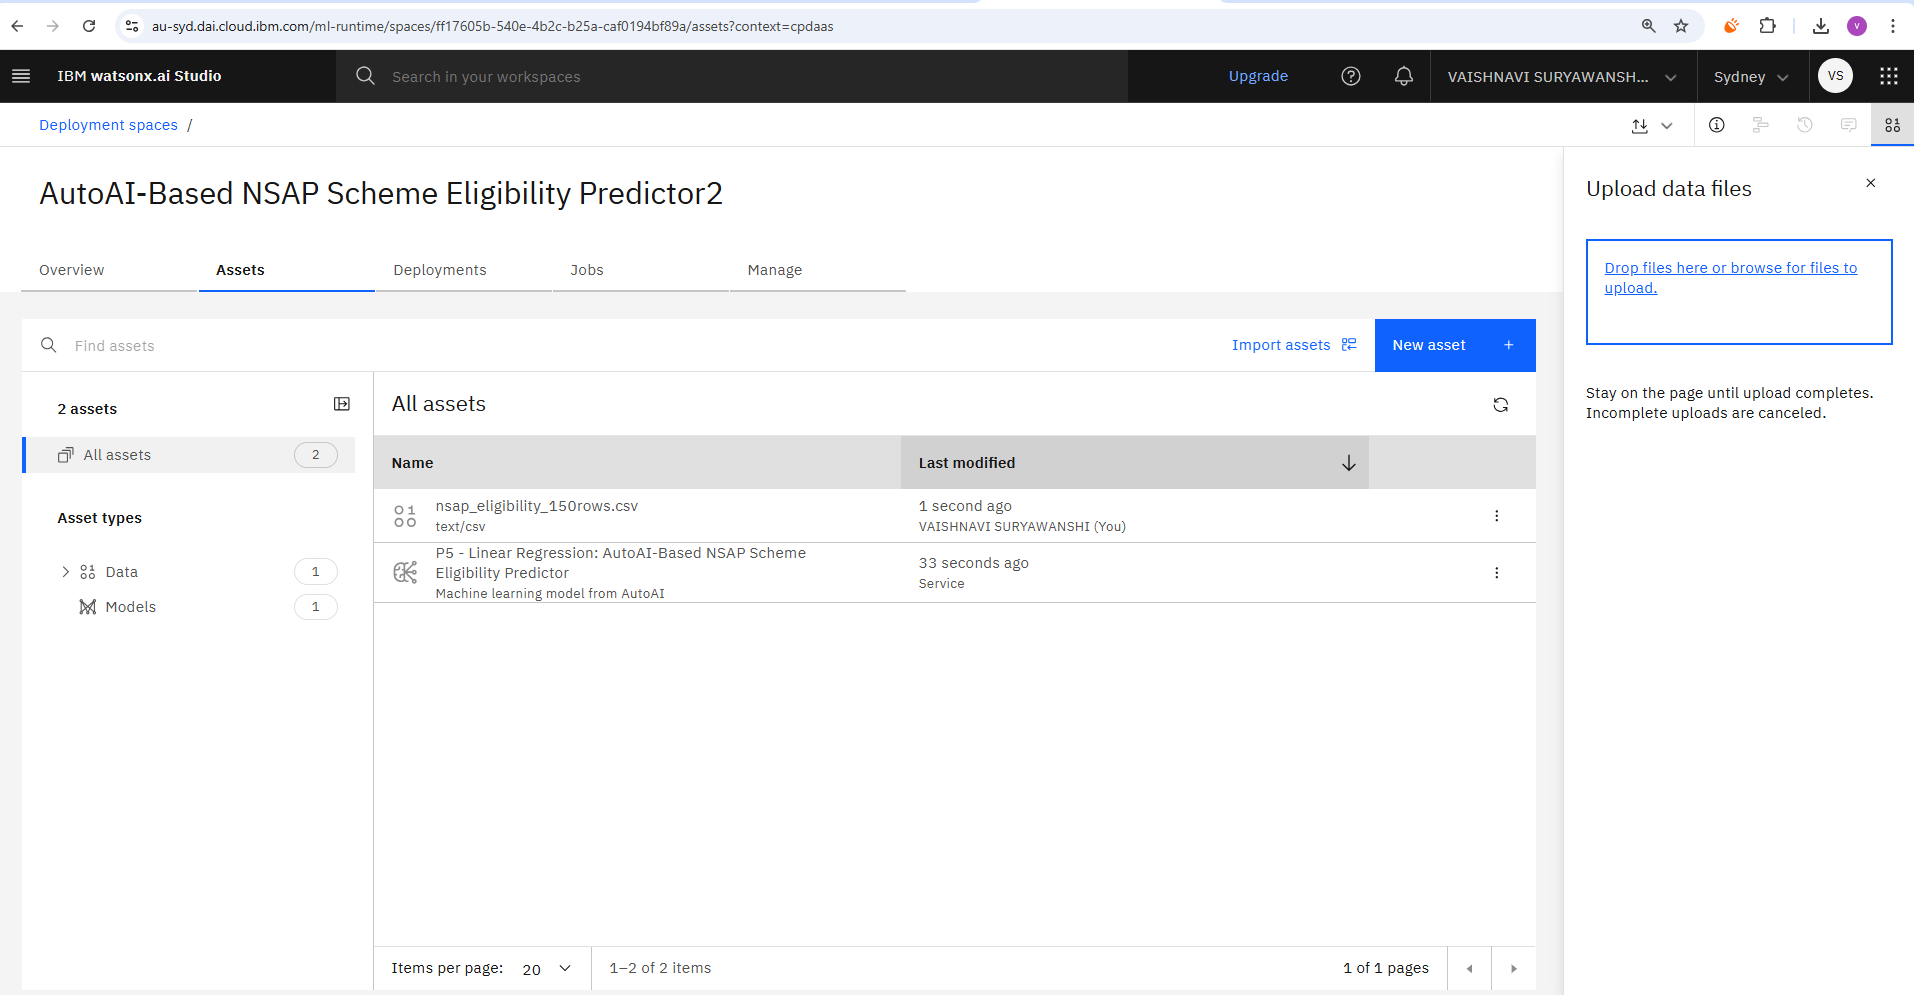 au-syd.dai.cloud.ibm.com/ml-runtime/spaces/ff17605b-540e-4b2c-b25a-caf0194bf89a/assets?context=cpdaas
V
IBM watsonx.ai Studio
Search in your workspaces
Upgrade
VAISHNAVI SURYAWANSH...
Sydney
VS
Deployment spaces /
AutoAI-Based NSAP Scheme Eligibility Predictor2
Overview
Assets
Deployments
Jobs
Manage
Find assets
Import assets
New asset +
2 assets
All assets 2
Asset types
Data 1
Models 1
All assets
Name
Last modified
nsap_eligibility_150rows.csv
text/csv
1 second ago
VAISHNAVI SURYAWANSHI (You)
P5 - Linear Regression: AutoAI-Based NSAP Scheme
Eligibility Predictor
Machine learning model from AutoAI
33 seconds ago
Service
Items per page: 20
1–2 of 2 items
1 of 1 pages
Upload data files
Drop files here or browse for files to
upload.
Stay on the page until upload completes.
Incomplete uploads are canceled.